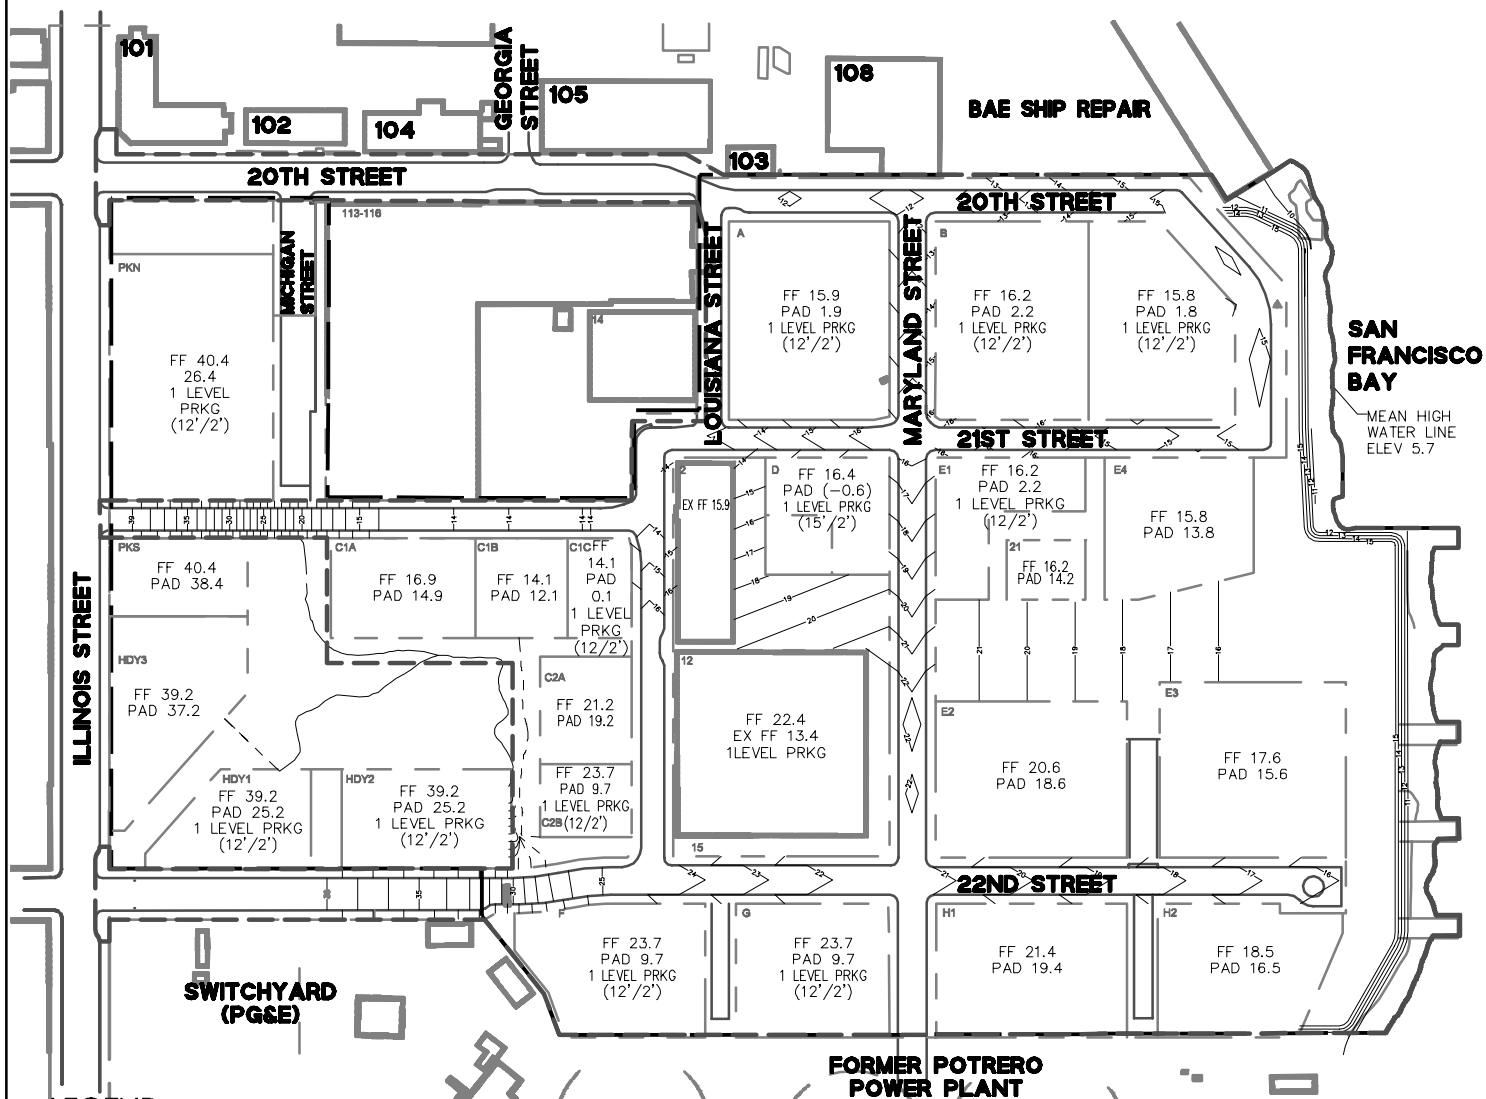 101
102
104
GEORGIA
STREET
105
103
108
BAE SHIP REPAIR
20TH STREET
20TH STREET
113-116
PKN
MICHIGAN
STREET
FF 40.4
26.4
1 LEVEL
PRKG
(12'/2')
14
LOUISIANA STREET
A
FF 15.9
PAD 1.9
1 LEVEL PRKG
(12'/2')
MARYLAND STREET
B
FF 16.2
PAD 2.2
1 LEVEL PRKG
(12'/2')
FF 15.8
PAD 1.8
1 LEVEL PRKG
(12'/2')
SAN
FRANCISCO
BAY
MEAN HIGH
WATER LINE
ELEV 5.7
21ST STREET
2
EX FF 15.9
D
FF 16.4
PAD (-0.6)
1 LEVEL PRKG
(15'/2')
E1
FF 16.2
PAD 2.2
1 LEVEL PRKG
(12/2')
E4
FF 15.8
PAD 13.8
21
FF 16.2
PAD 14.2
PKS
FF 40.4
PAD 38.4
C1A
FF 16.9
PAD 14.9
C1B
FF 14.1
PAD 12.1
C1C
FF
14.1
PAD
0.1
1 LEVEL
PRKG
(12/2')
ILLINOIS STREET
HDY3
FF 39.2
PAD 37.2
C2A
FF 21.2
PAD 19.2
12
FF 22.4
EX FF 13.4
1LEVEL PRKG
15
E2
FF 20.6
PAD 18.6
E3
FF 17.6
PAD 15.6
HDY1
FF 39.2
PAD 25.2
1 LEVEL PRKG
(12'/2')
HDY2
FF 39.2
PAD 25.2
1 LEVEL PRKG
(12'/2')
FF 23.7
PAD 9.7
1 LEVEL PRKG
C2B (12/2')
22ND STREET
F
FF 23.7
PAD 9.7
1 LEVEL PRKG
(12'/2')
G
FF 23.7
PAD 9.7
1 LEVEL PRKG
(12'/2')
H1
FF 21.4
PAD 19.4
H2
FF 18.5
PAD 16.5
SWITCHYARD
(PG&E)
FORMER POTRERO
POWER PLANT